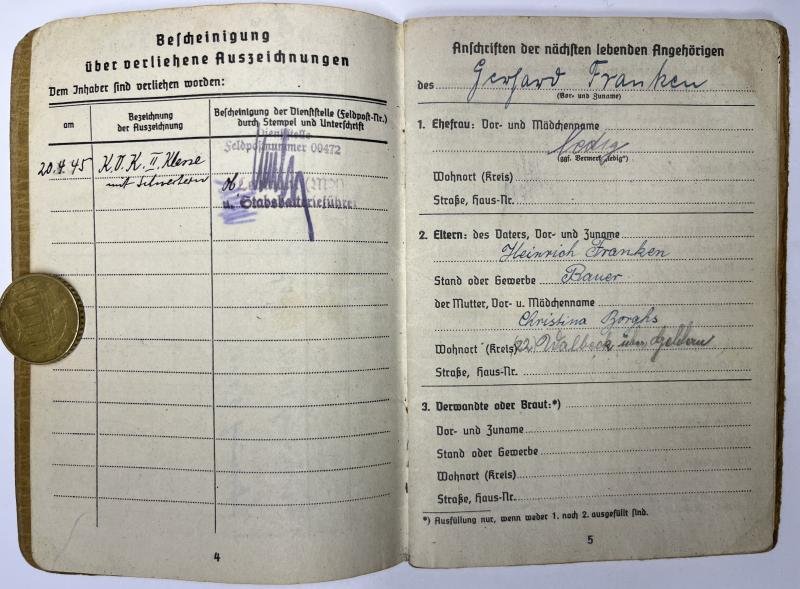 Bescheinigung
über verliehene Auszeichnungen
Dem Inhaber sind verliehen worden:
am
Bezeichnung
der Auszeichnung
Bescheinigung der Dienststelle (Feldpost-Nr.)
durch Stempel und Unterschrift
20.4.45
K.V.K. II. Klasse
mit Schwertern
Dienststelle
Feldpostnummer 00472
u. Stabsbatterieführer
4
Anschriften der nächsten lebenden Angehörigen
des Gerhard Franken
(Vor- und Zuname)
1. Ehefrau: Vor- und Mädchenname
ledig
(ggf. Vermerk „ledig“)
Wohnort (Kreis)
Straße, Haus-Nr.
2. Eltern: des Vaters, Vor- und Zuname
Heinrich Franken
Stand oder Gewerbe Bauer
der Mutter, Vor- u. Mädchenname
Christina Borghs
Wohnort (Kreis) 22 Walbeck über Geldern
Straße, Haus-Nr.
3. Verwandte oder Braut:*)
Vor- und Zuname
Stand oder Gewerbe
Wohnort (Kreis)
Straße, Haus-Nr.
*) Ausfüllung nur, wenn weder 1. noch 2. ausgefüllt sind.
5